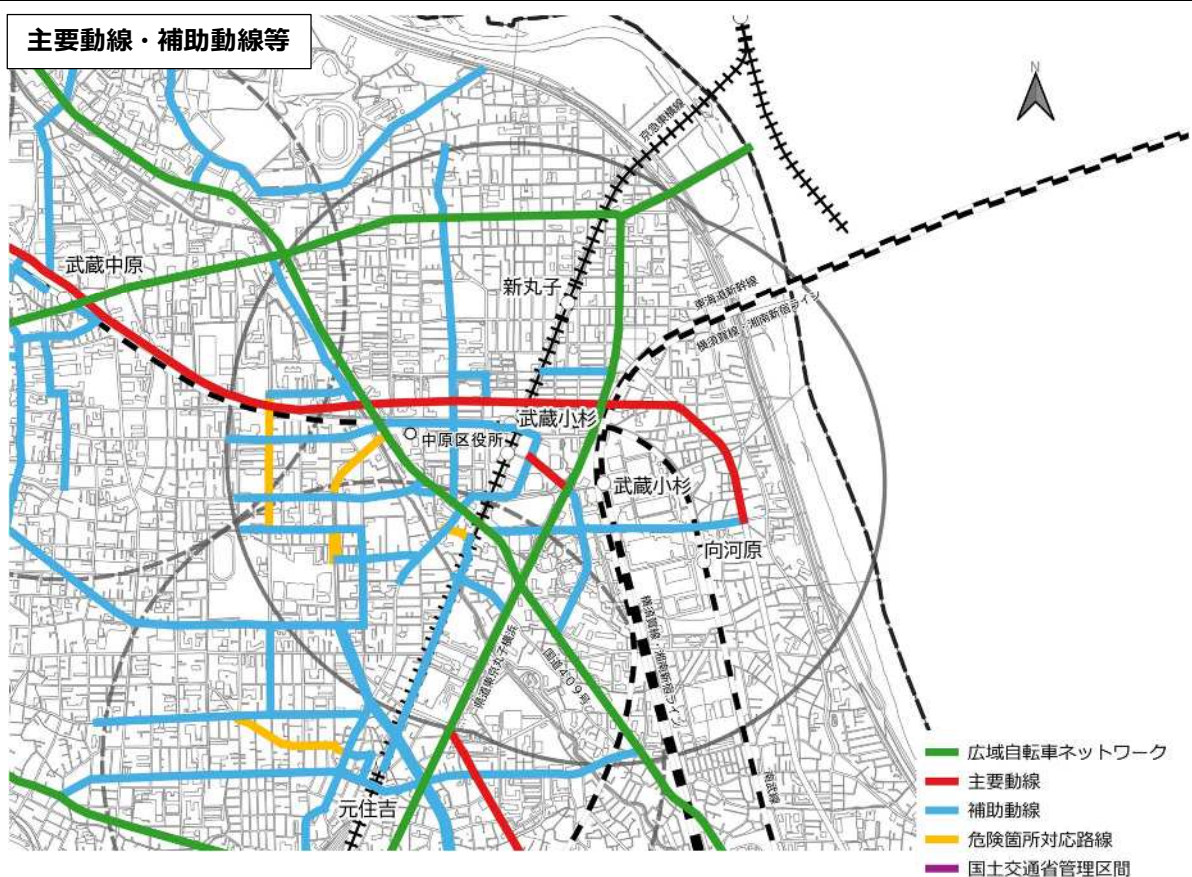 主要動線・補助動線等
N
京急東横線
武蔵中原
新丸子
東海道新幹線
横須賀線・湘南新宿ライン
武蔵小杉
中原区役所
武蔵小杉
向河原
横須賀線・湘南新宿ライン
県道東京丸子横浜
国道409号
南武線
元住吉
広域自転車ネットワーク
主要動線
補助動線
危険箇所対応路線
国土交通省管理区間